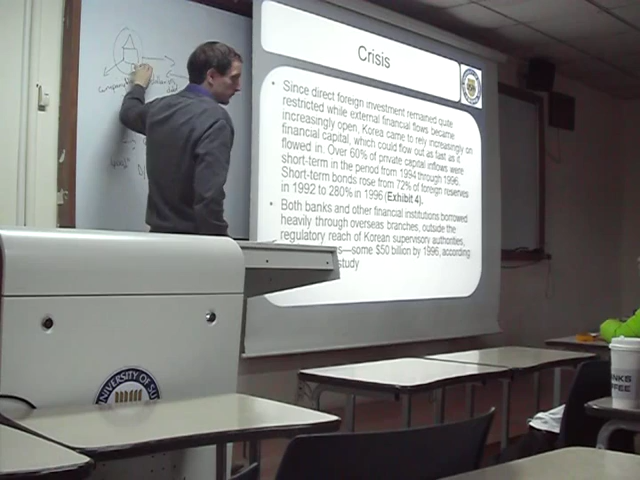 Crisis
• Since direct foreign investment remained quite
restricted while external financial flows became
increasingly open, Korea came to rely increasingly on
financial capital, which could flow out as fast as it
flowed in. Over 60% of private capital inflows were
short-term in the period from 1994 through 1996.
Short-term bonds rose from 72% of foreign reserves
in 1992 to 280% in 1996 (Exhibit 4).
• Both banks and other financial institutions borrowed
heavily through overseas branches, outside the
regulatory reach of Korean supervisory authorities,
—some $50 billion by 1996, according
study
UNIVERSITY OF